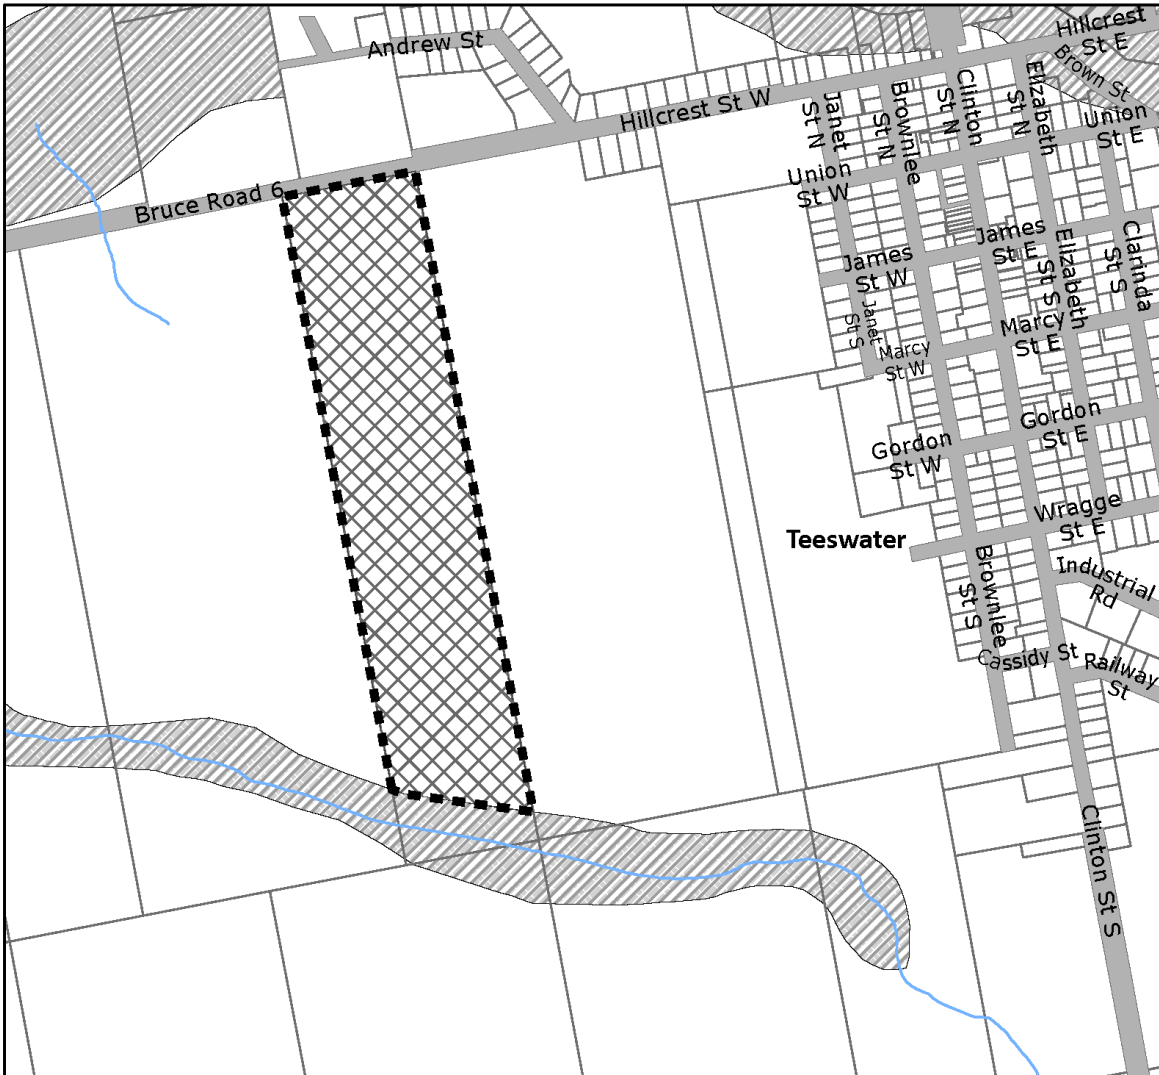 Hillcrest
St E
Andrew St
Brown St
Hillcrest St W
Janet
St N
Brownlee
St N
Clinton
St N
Elizabeth
St N
Union
St E
Union
St W
Bruce Road 6
James
St E
James
St W
Elizabeth
St S
Clarinda
St S
Janet
St S
Marcy
St E
Marcy
St W
Gordon
St E
Gordon
St W
Wragge
St E
Teeswater
Brownlee
St S
Industrial
Rd
Cassidy St
Railway
St
Clinton St S